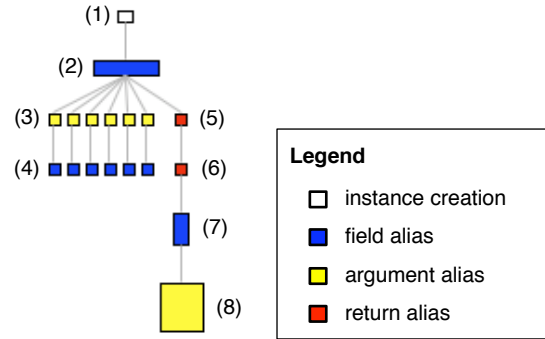 (1)
(2)
(3) (5)
(4) (6)
(7)
(8)
Legend
instance creation
field alias
argument alias
return alias